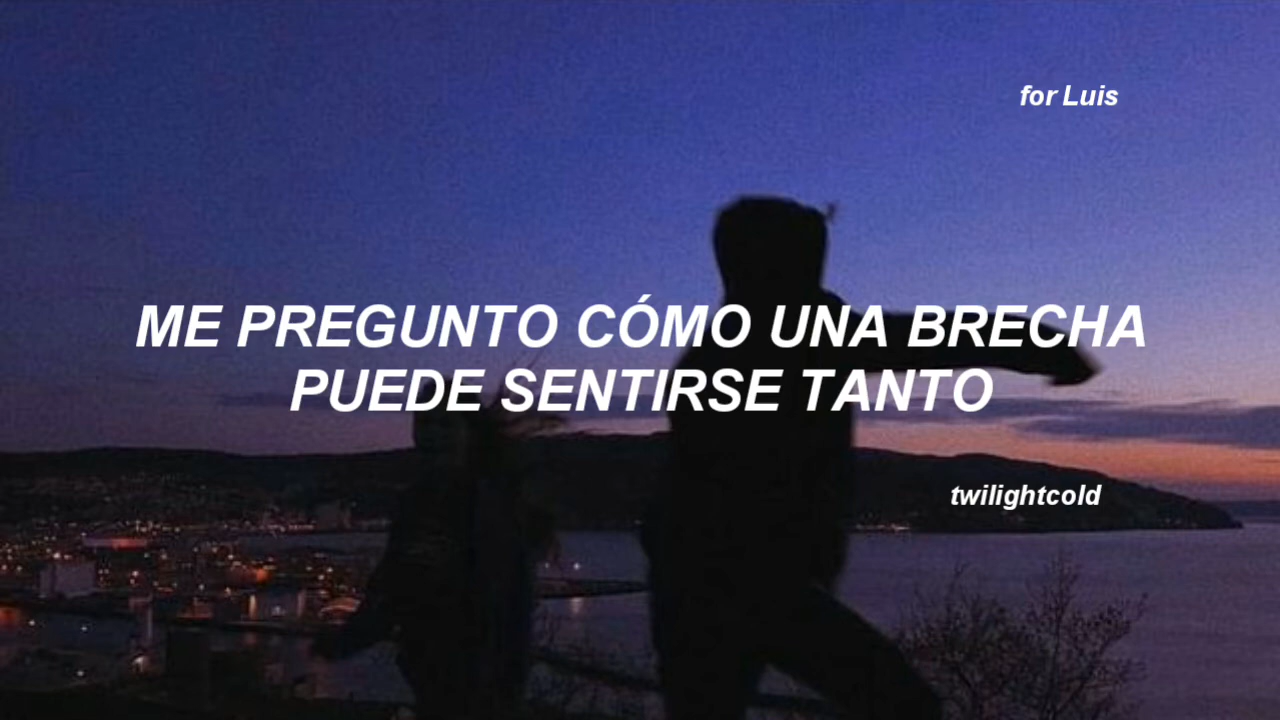 for Luis
ME PREGUNTO CÓMO UNA BRECHA
PUEDE SENTIRSE TANTO
twilightcold